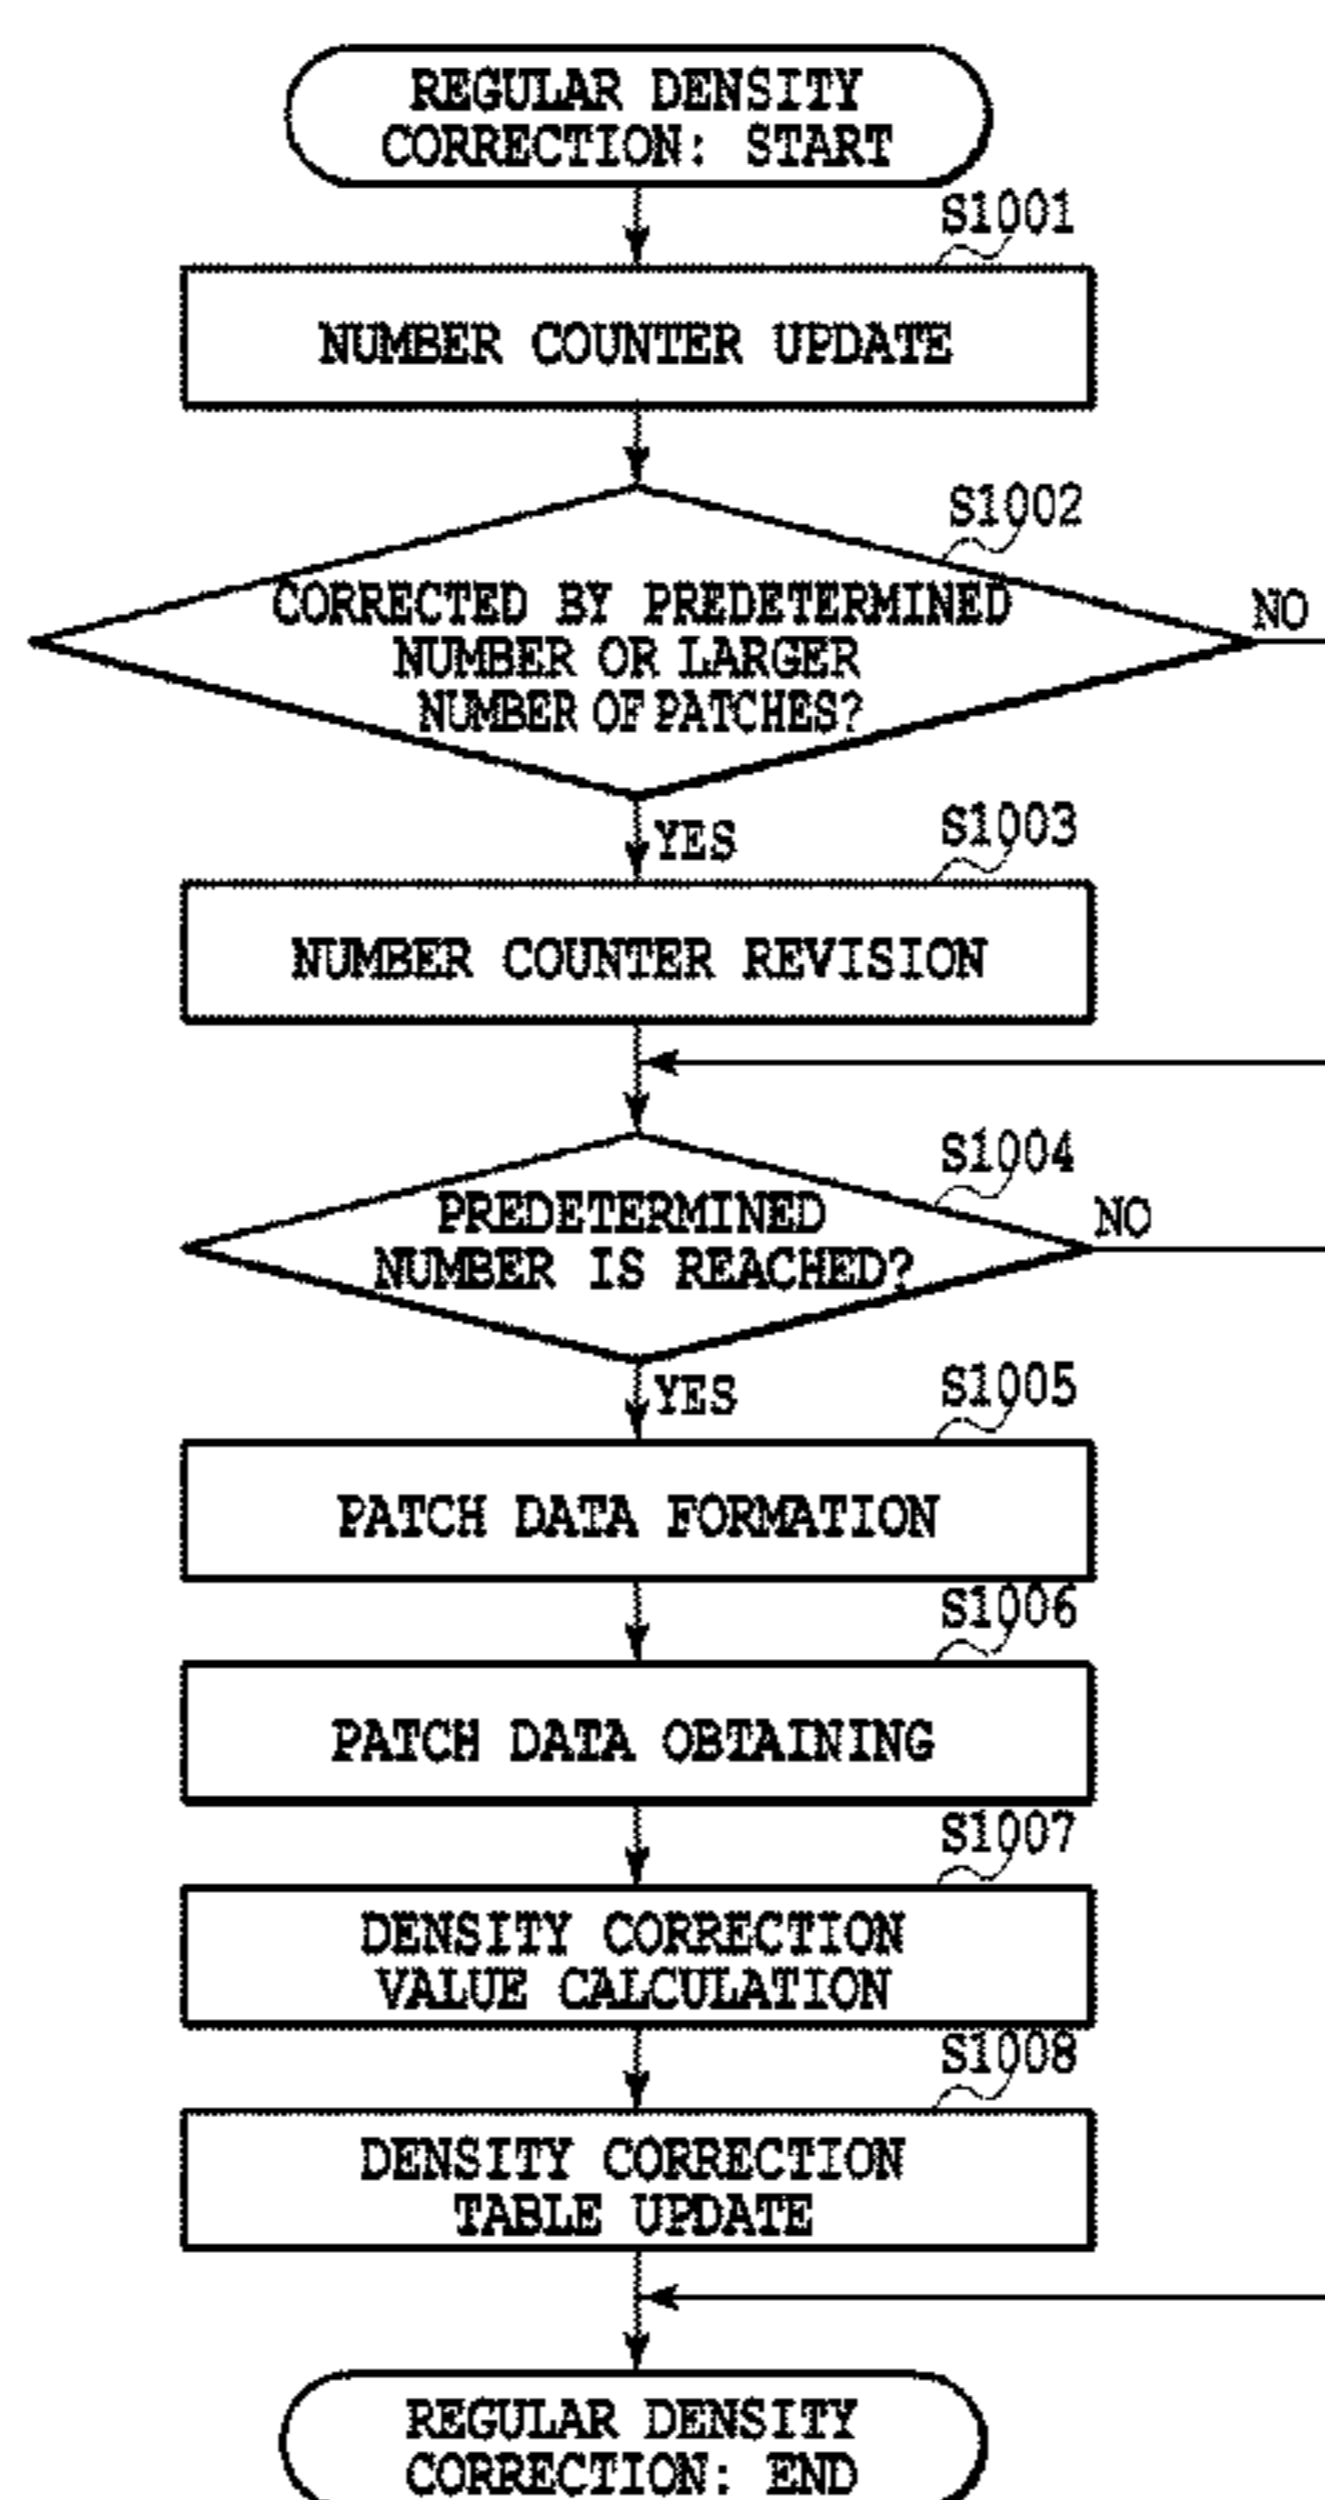 REGULAR DENSITY
CORRECTION: START
S1001
NUMBER COUNTER UPDATE
S1002
CORRECTED BY PREDETERMINED
NUMBER OR LARGER
NUMBER OF PATCHES?
NO
YES
S1003
NUMBER COUNTER REVISION
S1004
PREDETERMINED
NUMBER IS REACHED?
NO
YES
S1005
PATCH DATA FORMATION
S1006
PATCH DATA OBTAINING
S1007
DENSITY CORRECTION
VALUE CALCULATION
S1008
DENSITY CORRECTION
TABLE UPDATE
REGULAR DENSITY
CORRECTION: END